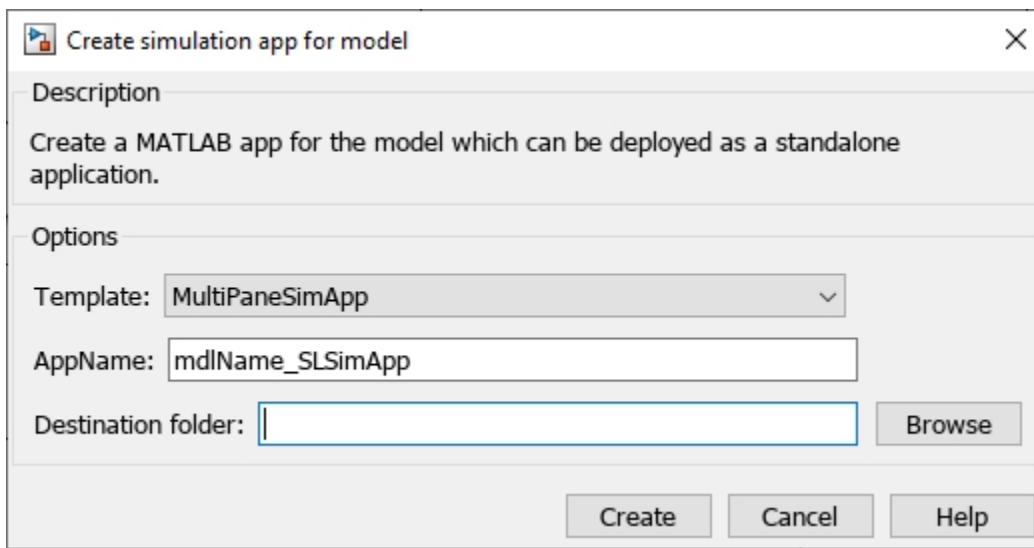 Create simulation app for model
Description
Create a MATLAB app for the model which can be deployed as a standalone
application.
Options
Template: MultiPaneSimApp
AppName: mdlName_SLSimApp
Destination folder: Browse
Create Cancel Help